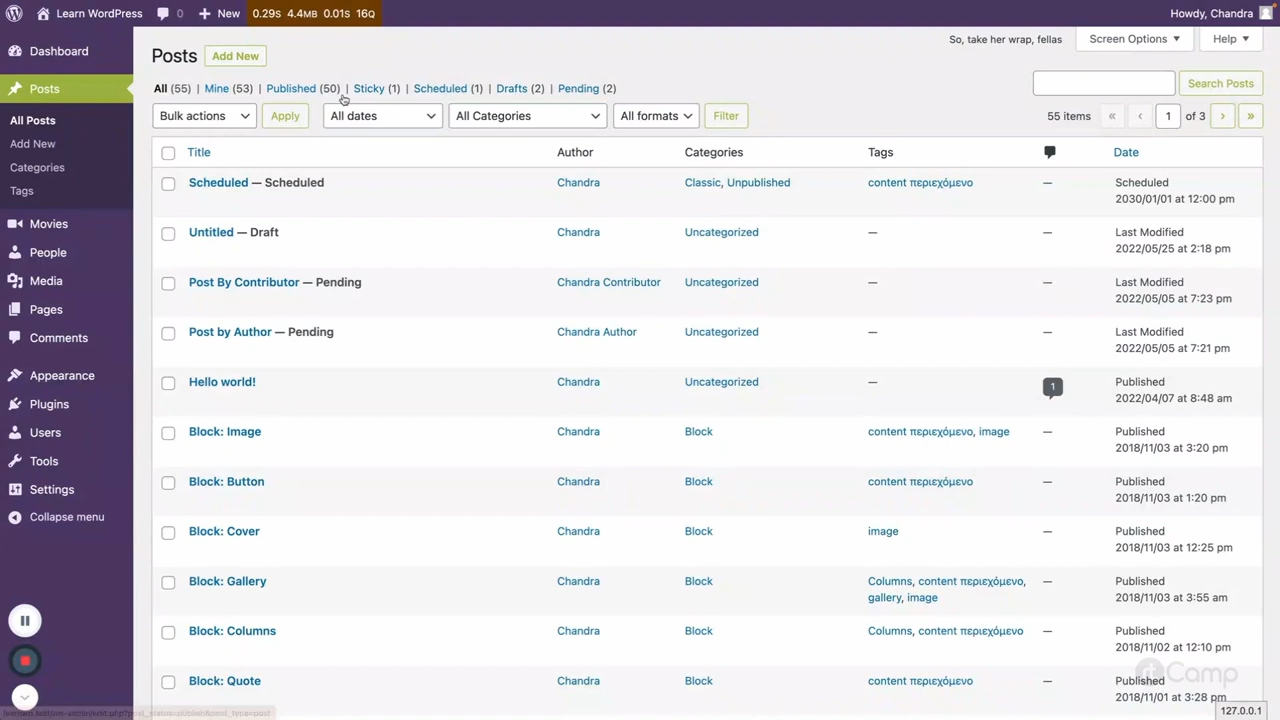 Learn WordPress 0 New 0.29s 4.4MB 0.01s 16Q Howdy, Chandra
Dashboard
Posts
All Posts
Add New
Categories
Tags
Movies
People
Media
Pages
Comments
Appearance
Plugins
Users
Tools
Settings
Collapse menu
So, take her wrap, fellas Screen Options Help
Posts Add New
All (55) | Mine (53) | Published (50) | Sticky (1) | Scheduled (1) | Drafts (2) | Pending (2) Search Posts
Bulk actions Apply All dates All Categories All formats Filter 55 items « ‹ 1 of 3 › »
Title Author Categories Tags Date
Scheduled — Scheduled Chandra Classic, Unpublished content περιεχόμενο — Scheduled
2030/01/01 at 12:00 pm
Untitled — Draft Chandra Uncategorized — — Last Modified
2022/05/25 at 2:18 pm
Post By Contributor — Pending Chandra Contributor Uncategorized — — Last Modified
2022/05/05 at 7:23 pm
Post by Author — Pending Chandra Author Uncategorized — — Last Modified
2022/05/05 at 7:21 pm
Hello world! Chandra Uncategorized — 1 Published
2022/04/07 at 8:48 am
Block: Image Chandra Block content περιεχόμενο, image — Published
2018/11/03 at 3:20 pm
Block: Button Chandra Block content περιεχόμενο — Published
2018/11/03 at 1:20 pm
Block: Cover Chandra Block image — Published
2018/11/03 at 12:25 pm
Block: Gallery Chandra Block Columns, content περιεχόμενο, — Published
gallery, image 2018/11/03 at 3:55 am
Block: Columns Chandra Block Columns, content περιεχόμενο — Published
2018/11/02 at 12:10 pm
Block: Quote Chandra Block content περιεχόμενο — Published
2018/11/01 at 3:28 pm
127.0.0.1